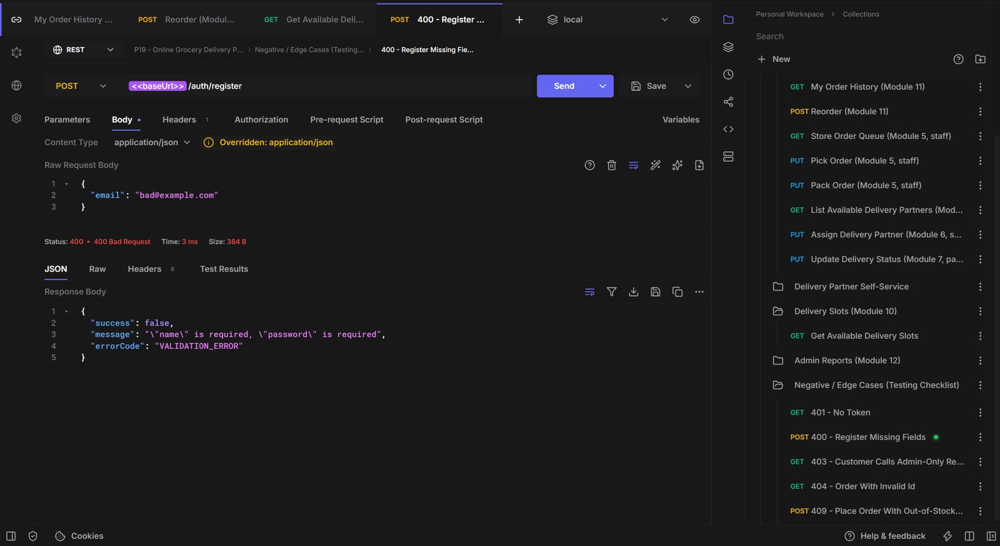 My Order History ...
POST Reorder (Modul...
GET Get Available Deli...
POST 400 - Register ...
local
REST
P19 - Online Grocery Delivery P... > Negative / Edge Cases (Testing... > 400 - Register Missing Fie...
POST
<<baseUrl>>/auth/register
Send
Save
Parameters
Body
Headers 1
Authorization
Pre-request Script
Post-request Script
Variables
Content Type
application/json
Overridden: application/json
Raw Request Body
1 {
2 "email": "bad@example.com"
3 }
Status: 400 • 400 Bad Request Time: 3 ms Size: 384 B
JSON
Raw
Headers 8
Test Results
Response Body
1 {
2 "success": false,
3 "message": "\"name\" is required, \"password\" is required",
4 "errorCode": "VALIDATION_ERROR"
5 }
Personal Workspace > Collections
Search
New
GET My Order History (Module 11)
POST Reorder (Module 11)
GET Store Order Queue (Module 5, staff)
PUT Pick Order (Module 5, staff)
PUT Pack Order (Module 5, staff)
GET List Available Delivery Partners (Mod...
PUT Assign Delivery Partner (Module 6, s...
PUT Update Delivery Status (Module 7, pa...
Delivery Partner Self-Service
Delivery Slots (Module 10)
GET Get Available Delivery Slots
Admin Reports (Module 12)
Negative / Edge Cases (Testing Checklist)
GET 401 - No Token
POST 400 - Register Missing Fields
GET 403 - Customer Calls Admin-Only Re...
GET 404 - Order With Invalid Id
POST 409 - Place Order With Out-of-Stock...
Cookies
Help & feedback